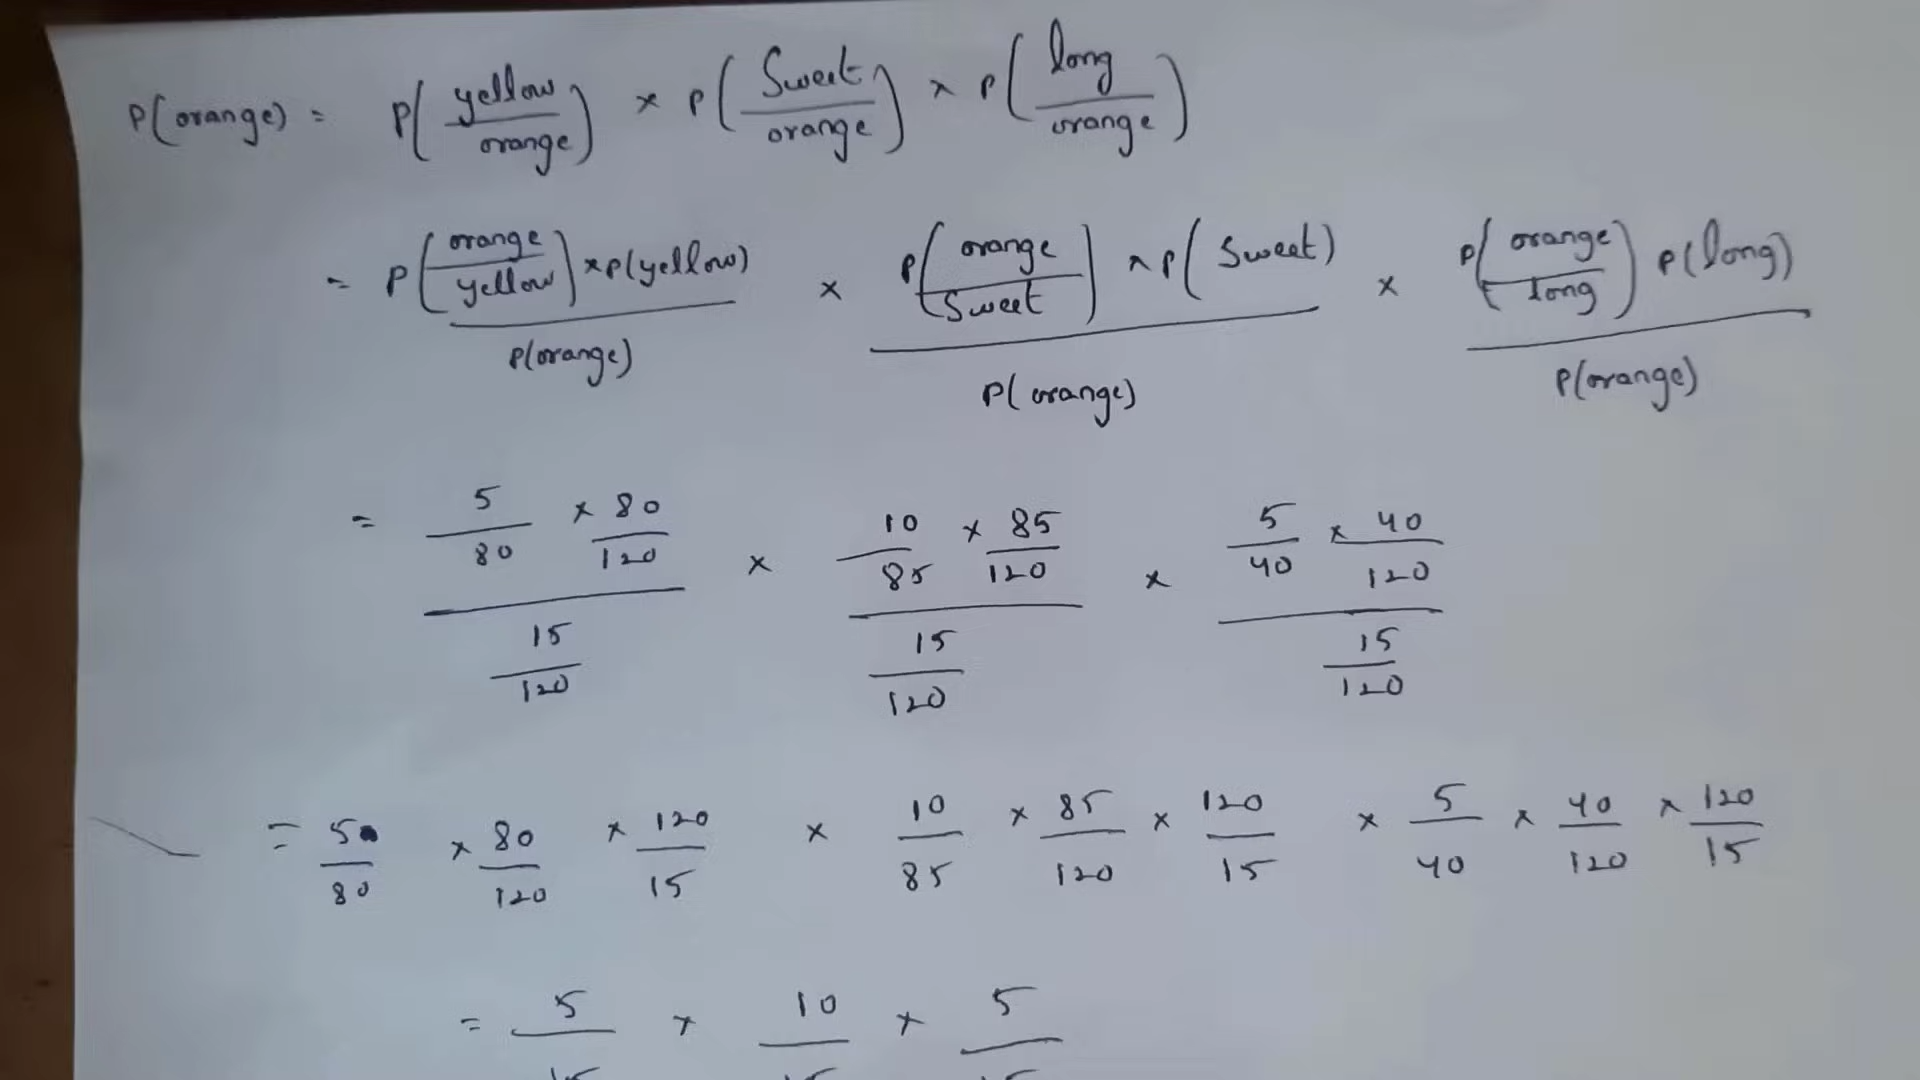 P(orange) = P(yellow/orange) × P(Sweet/orange) × P(long/orange)
= P(orange/yellow) × P(yellow) / P(orange) × P(orange/Sweet) × P(Sweet) / P(orange) × P(orange/long) P(long) / P(orange)
= 5/80 × 80/120 / 15/120 × 10/85 × 85/120 / 15/120 × 5/40 × 40/120 / 15/120
= 5/80 × 80/120 × 120/15 × 10/85 × 85/120 × 120/15 × 5/40 × 40/120 × 120/15
= 5 × 10 × 5